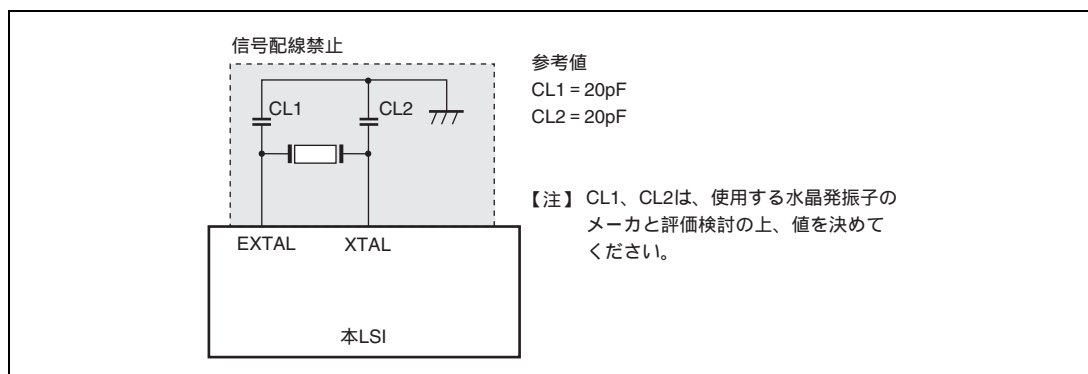 信号配線禁止
CL1
CL2
EXTAL
XTAL
本LSI
参考値
CL1 = 20pF
CL2 = 20pF
【注】 CL1、CL2は、使用する水晶発振子の
メーカと評価検討の上、値を決めて
ください。